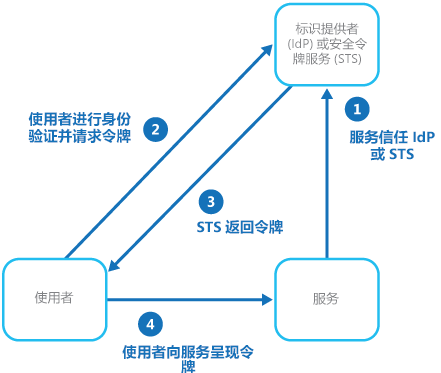 标识提供者
(IdP) 或安全令
牌服务 (STS)
1
服务信任 IdP
或 STS
使用者进行身份
验证并请求令牌
2
3
STS 返回令牌
使用者
服务
4
使用者向服务呈现令
牌